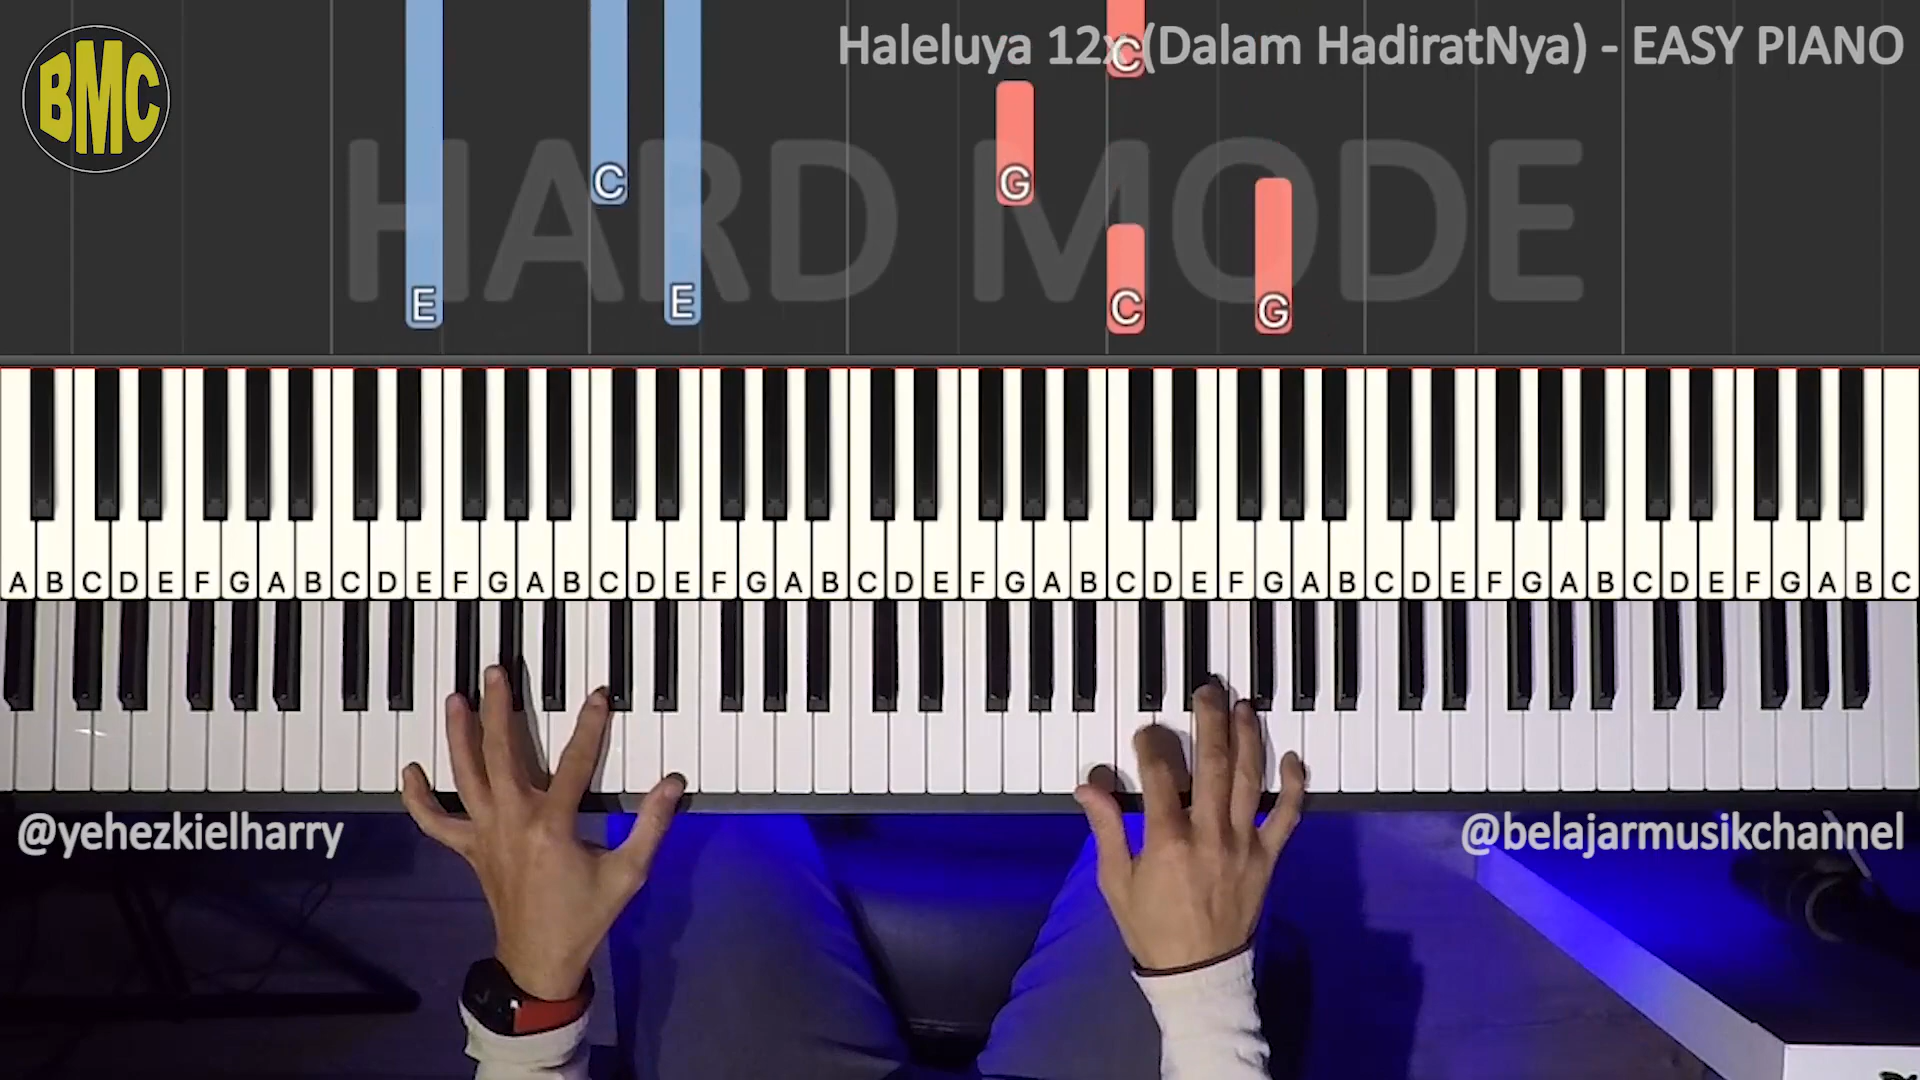 BMC
Haleluya 12x (Dalam HadiratNya) - EASY PIANO
C
HARD MODE
C
G
E
E
C
G
A B C D E F G A B C D E F G A B C D E F G A B C D E F G A B C D E F G A B C D E F G A B C D E F G A B C
@yehezkielharry
@belajarmusikchannel